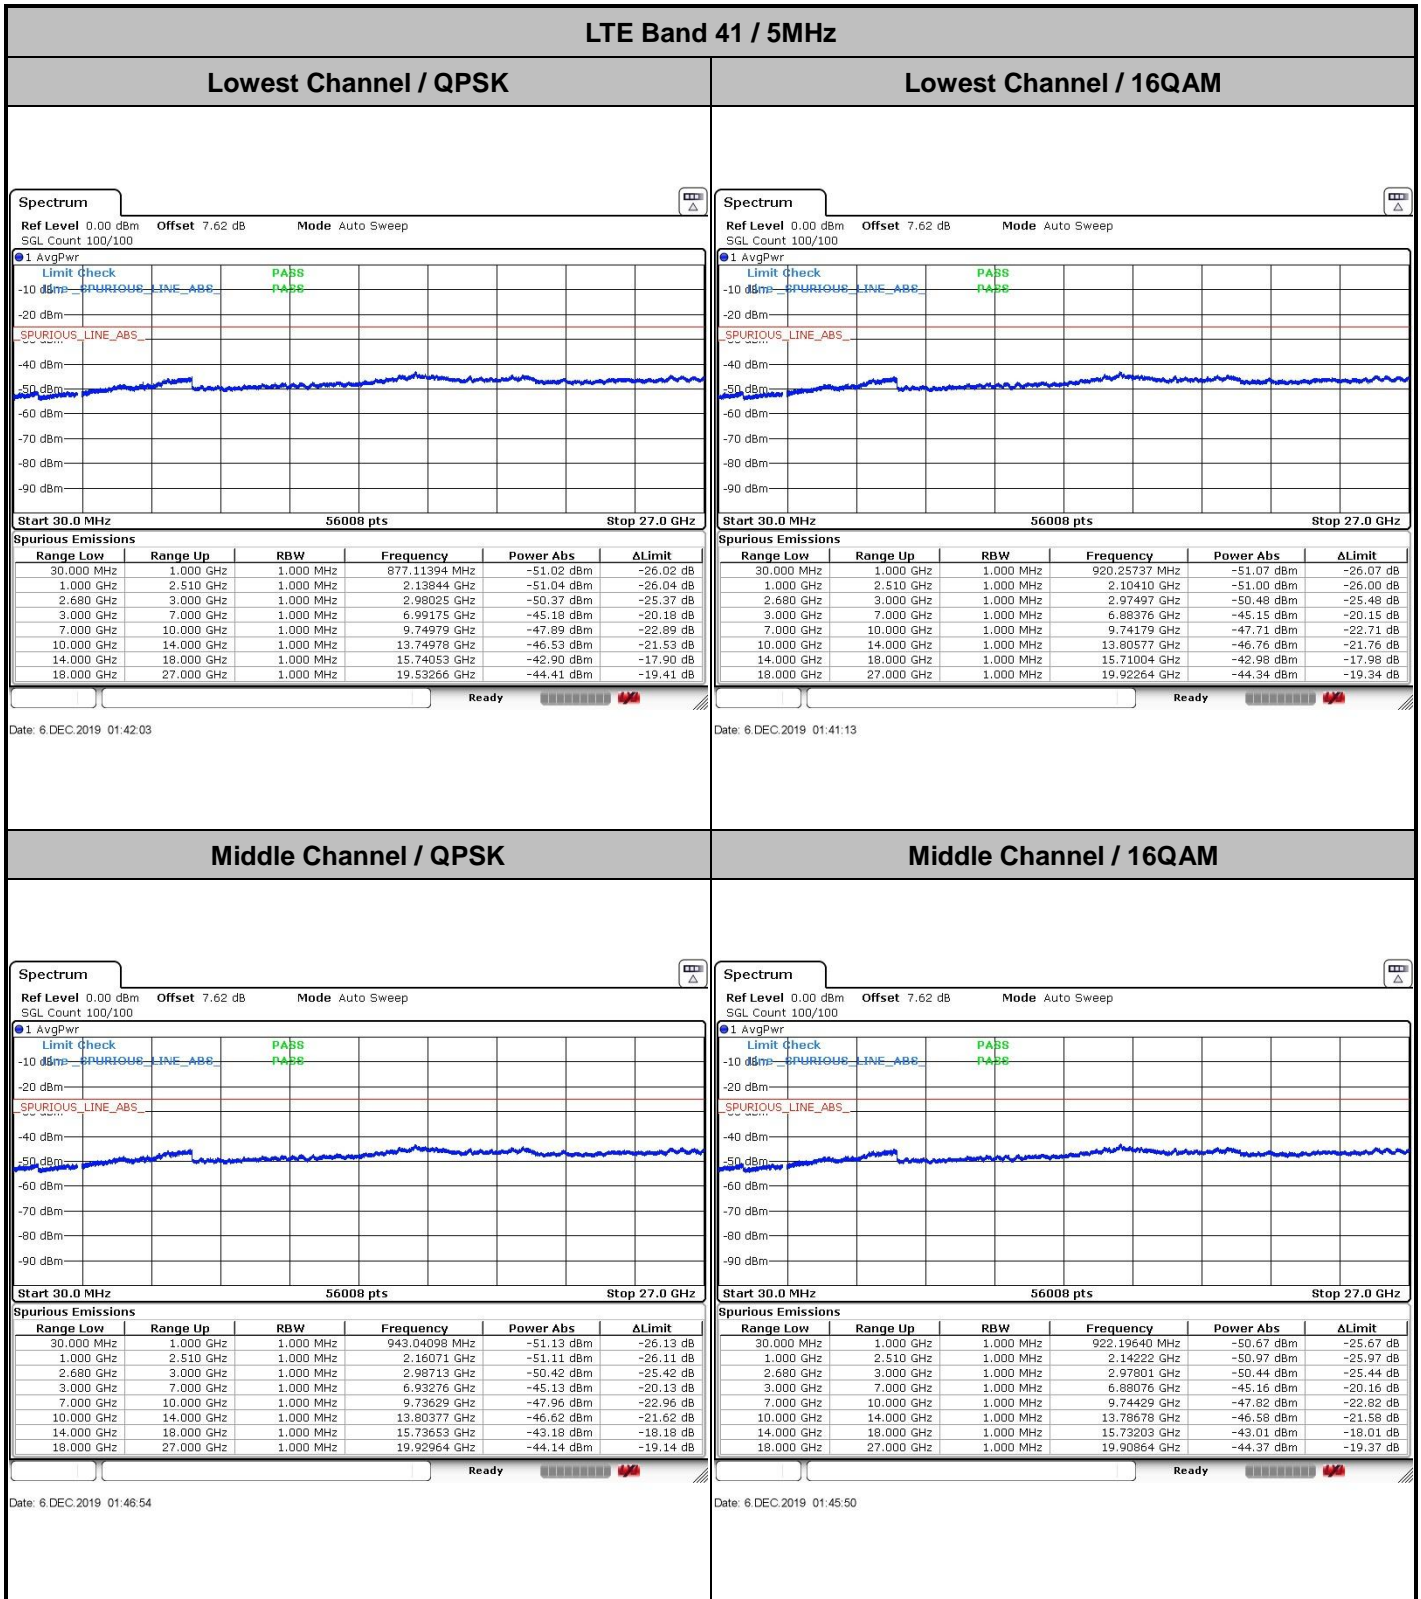 LTE Band 41 / 5MHz
Lowest Channel / QPSK
Lowest Channel / 16QAM
Spectrum
Ref Level 0.00 dBm Offset 7.62 dB Mode Auto Sweep
SGL Count 100/100
1 AvgPwr
Limit Check PASS
Line _SPURIOUS_LINE_ABS_ PASS
-10 dBm
-20 dBm
_SPURIOUS_LINE_ABS_
-40 dBm
-50 dBm
-60 dBm
-70 dBm
-80 dBm
-90 dBm
Start 30.0 MHz 56008 pts Stop 27.0 GHz
Spurious Emissions
Range Low Range Up RBW Frequency Power Abs ΔLimit
30.000 MHz 1.000 GHz 1.000 MHz 877.11394 MHz -51.02 dBm -26.02 dB
1.000 GHz 2.510 GHz 1.000 MHz 2.13844 GHz -51.04 dBm -26.04 dB
2.680 GHz 3.000 GHz 1.000 MHz 2.98025 GHz -50.37 dBm -25.37 dB
3.000 GHz 7.000 GHz 1.000 MHz 6.99175 GHz -45.18 dBm -20.18 dB
7.000 GHz 10.000 GHz 1.000 MHz 9.74979 GHz -47.89 dBm -22.89 dB
10.000 GHz 14.000 GHz 1.000 MHz 13.74978 GHz -46.53 dBm -21.53 dB
14.000 GHz 18.000 GHz 1.000 MHz 15.74053 GHz -42.90 dBm -17.90 dB
18.000 GHz 27.000 GHz 1.000 MHz 19.53266 GHz -44.41 dBm -19.41 dB
Ready
Date: 6.DEC.2019 01:42:03
Spectrum
Ref Level 0.00 dBm Offset 7.62 dB Mode Auto Sweep
SGL Count 100/100
1 AvgPwr
Limit Check PASS
Line _SPURIOUS_LINE_ABS_ PASS
-10 dBm
-20 dBm
_SPURIOUS_LINE_ABS_
-40 dBm
-50 dBm
-60 dBm
-70 dBm
-80 dBm
-90 dBm
Start 30.0 MHz 56008 pts Stop 27.0 GHz
Spurious Emissions
Range Low Range Up RBW Frequency Power Abs ΔLimit
30.000 MHz 1.000 GHz 1.000 MHz 920.25737 MHz -51.07 dBm -26.07 dB
1.000 GHz 2.510 GHz 1.000 MHz 2.10410 GHz -51.00 dBm -26.00 dB
2.680 GHz 3.000 GHz 1.000 MHz 2.97497 GHz -50.48 dBm -25.48 dB
3.000 GHz 7.000 GHz 1.000 MHz 6.88376 GHz -45.15 dBm -20.15 dB
7.000 GHz 10.000 GHz 1.000 MHz 9.74179 GHz -47.71 dBm -22.71 dB
10.000 GHz 14.000 GHz 1.000 MHz 13.80577 GHz -46.76 dBm -21.76 dB
14.000 GHz 18.000 GHz 1.000 MHz 15.71004 GHz -42.98 dBm -17.98 dB
18.000 GHz 27.000 GHz 1.000 MHz 19.92264 GHz -44.34 dBm -19.34 dB
Ready
Date: 6.DEC.2019 01:41:13
Middle Channel / QPSK
Middle Channel / 16QAM
Spectrum
Ref Level 0.00 dBm Offset 7.62 dB Mode Auto Sweep
SGL Count 100/100
1 AvgPwr
Limit Check PASS
Line _SPURIOUS_LINE_ABS_ PASS
-10 dBm
-20 dBm
_SPURIOUS_LINE_ABS_
-40 dBm
-50 dBm
-60 dBm
-70 dBm
-80 dBm
-90 dBm
Start 30.0 MHz 56008 pts Stop 27.0 GHz
Spurious Emissions
Range Low Range Up RBW Frequency Power Abs ΔLimit
30.000 MHz 1.000 GHz 1.000 MHz 943.04098 MHz -51.13 dBm -26.13 dB
1.000 GHz 2.510 GHz 1.000 MHz 2.16071 GHz -51.11 dBm -26.11 dB
2.680 GHz 3.000 GHz 1.000 MHz 2.98713 GHz -50.42 dBm -25.42 dB
3.000 GHz 7.000 GHz 1.000 MHz 6.93276 GHz -45.13 dBm -20.13 dB
7.000 GHz 10.000 GHz 1.000 MHz 9.73629 GHz -47.96 dBm -22.96 dB
10.000 GHz 14.000 GHz 1.000 MHz 13.80377 GHz -46.62 dBm -21.62 dB
14.000 GHz 18.000 GHz 1.000 MHz 15.73653 GHz -43.18 dBm -18.18 dB
18.000 GHz 27.000 GHz 1.000 MHz 19.92964 GHz -44.14 dBm -19.14 dB
Ready
Date: 6.DEC.2019 01:46:54
Spectrum
Ref Level 0.00 dBm Offset 7.62 dB Mode Auto Sweep
SGL Count 100/100
1 AvgPwr
Limit Check PASS
Line _SPURIOUS_LINE_ABS_ PASS
-10 dBm
-20 dBm
_SPURIOUS_LINE_ABS_
-40 dBm
-50 dBm
-60 dBm
-70 dBm
-80 dBm
-90 dBm
Start 30.0 MHz 56008 pts Stop 27.0 GHz
Spurious Emissions
Range Low Range Up RBW Frequency Power Abs ΔLimit
30.000 MHz 1.000 GHz 1.000 MHz 922.19640 MHz -50.67 dBm -25.67 dB
1.000 GHz 2.510 GHz 1.000 MHz 2.14222 GHz -50.97 dBm -25.97 dB
2.680 GHz 3.000 GHz 1.000 MHz 2.97801 GHz -50.44 dBm -25.44 dB
3.000 GHz 7.000 GHz 1.000 MHz 6.88076 GHz -45.16 dBm -20.16 dB
7.000 GHz 10.000 GHz 1.000 MHz 9.74429 GHz -47.82 dBm -22.82 dB
10.000 GHz 14.000 GHz 1.000 MHz 13.78678 GHz -46.58 dBm -21.58 dB
14.000 GHz 18.000 GHz 1.000 MHz 15.73203 GHz -43.01 dBm -18.01 dB
18.000 GHz 27.000 GHz 1.000 MHz 19.90864 GHz -44.37 dBm -19.37 dB
Ready
Date: 6.DEC.2019 01:45:50